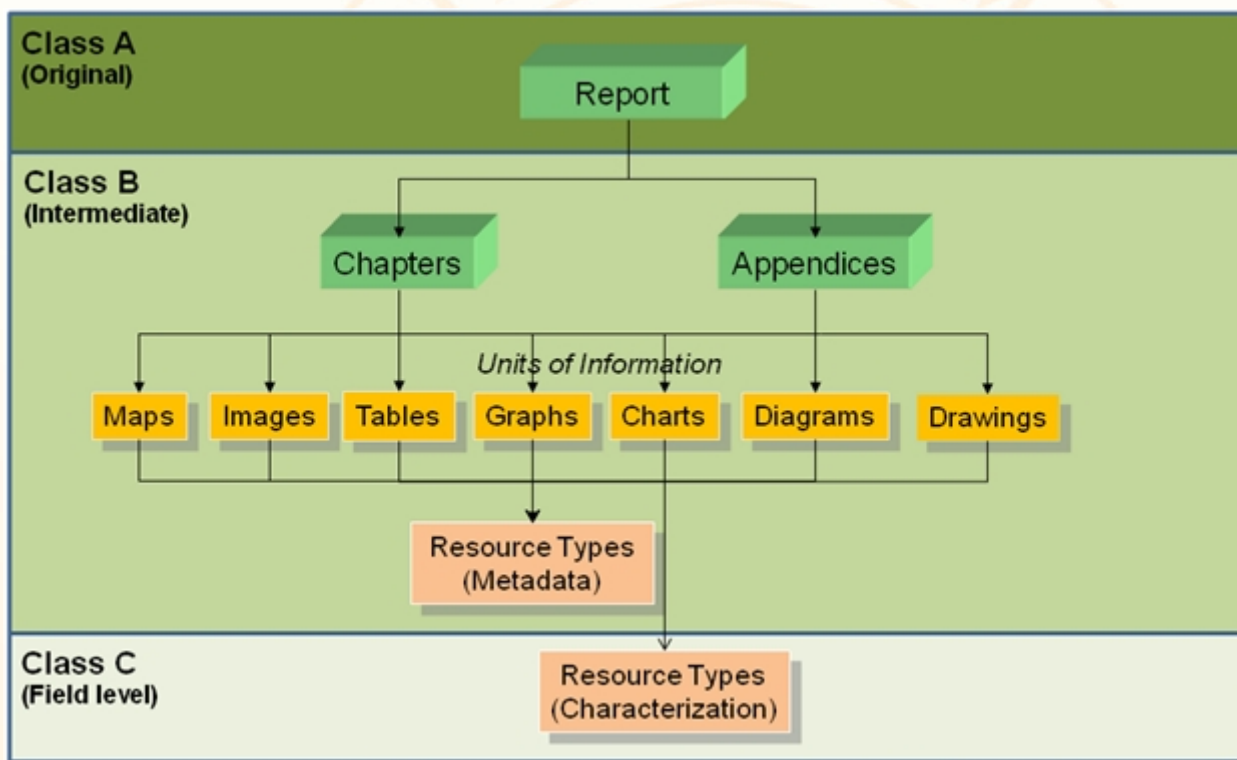 Class A
(Original)
Report
Class B
(Intermediate)
Chapters
Appendices
Units of Information
Maps
Images
Tables
Graphs
Charts
Diagrams
Drawings
Resource Types
(Metadata)
Class C
(Field level)
Resource Types
(Characterization)